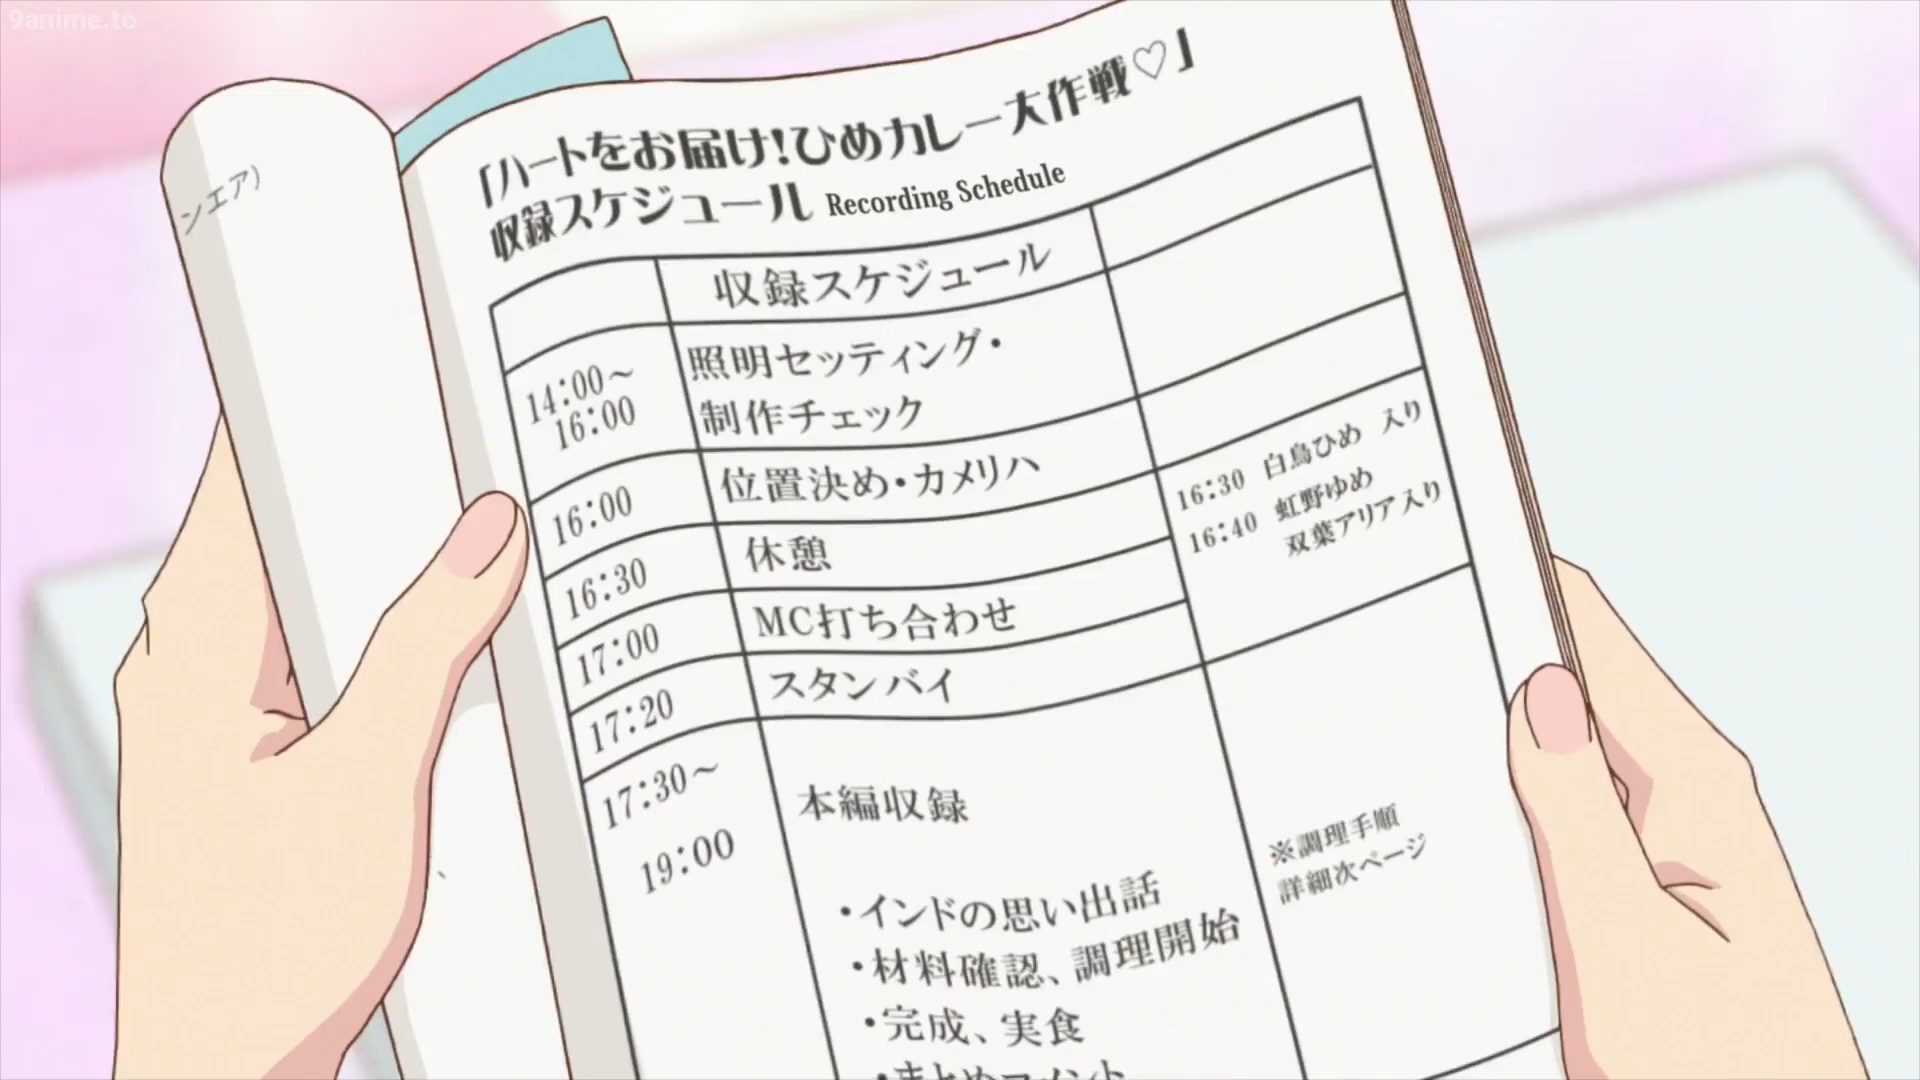 9anime.to
ンエア)
「ハートをお届け!ひめカレー大作戦♡」
収録スケジュール Recording Schedule
収録スケジュール
14:00~
16:00
照明セッティング・
制作チェック
16:00 位置決め・カメリハ
16:30 休憩
17:00 MC打ち合わせ
17:20 スタンバイ
16:30 白鳥ひめ 入り
16:40 虹野ゆめ
双葉アリア入り
17:30~
19:00
本編収録
・インドの思い出話
・材料確認、調理開始
・完成、実食
・まとめコメント
※調理手順
詳細次ページ